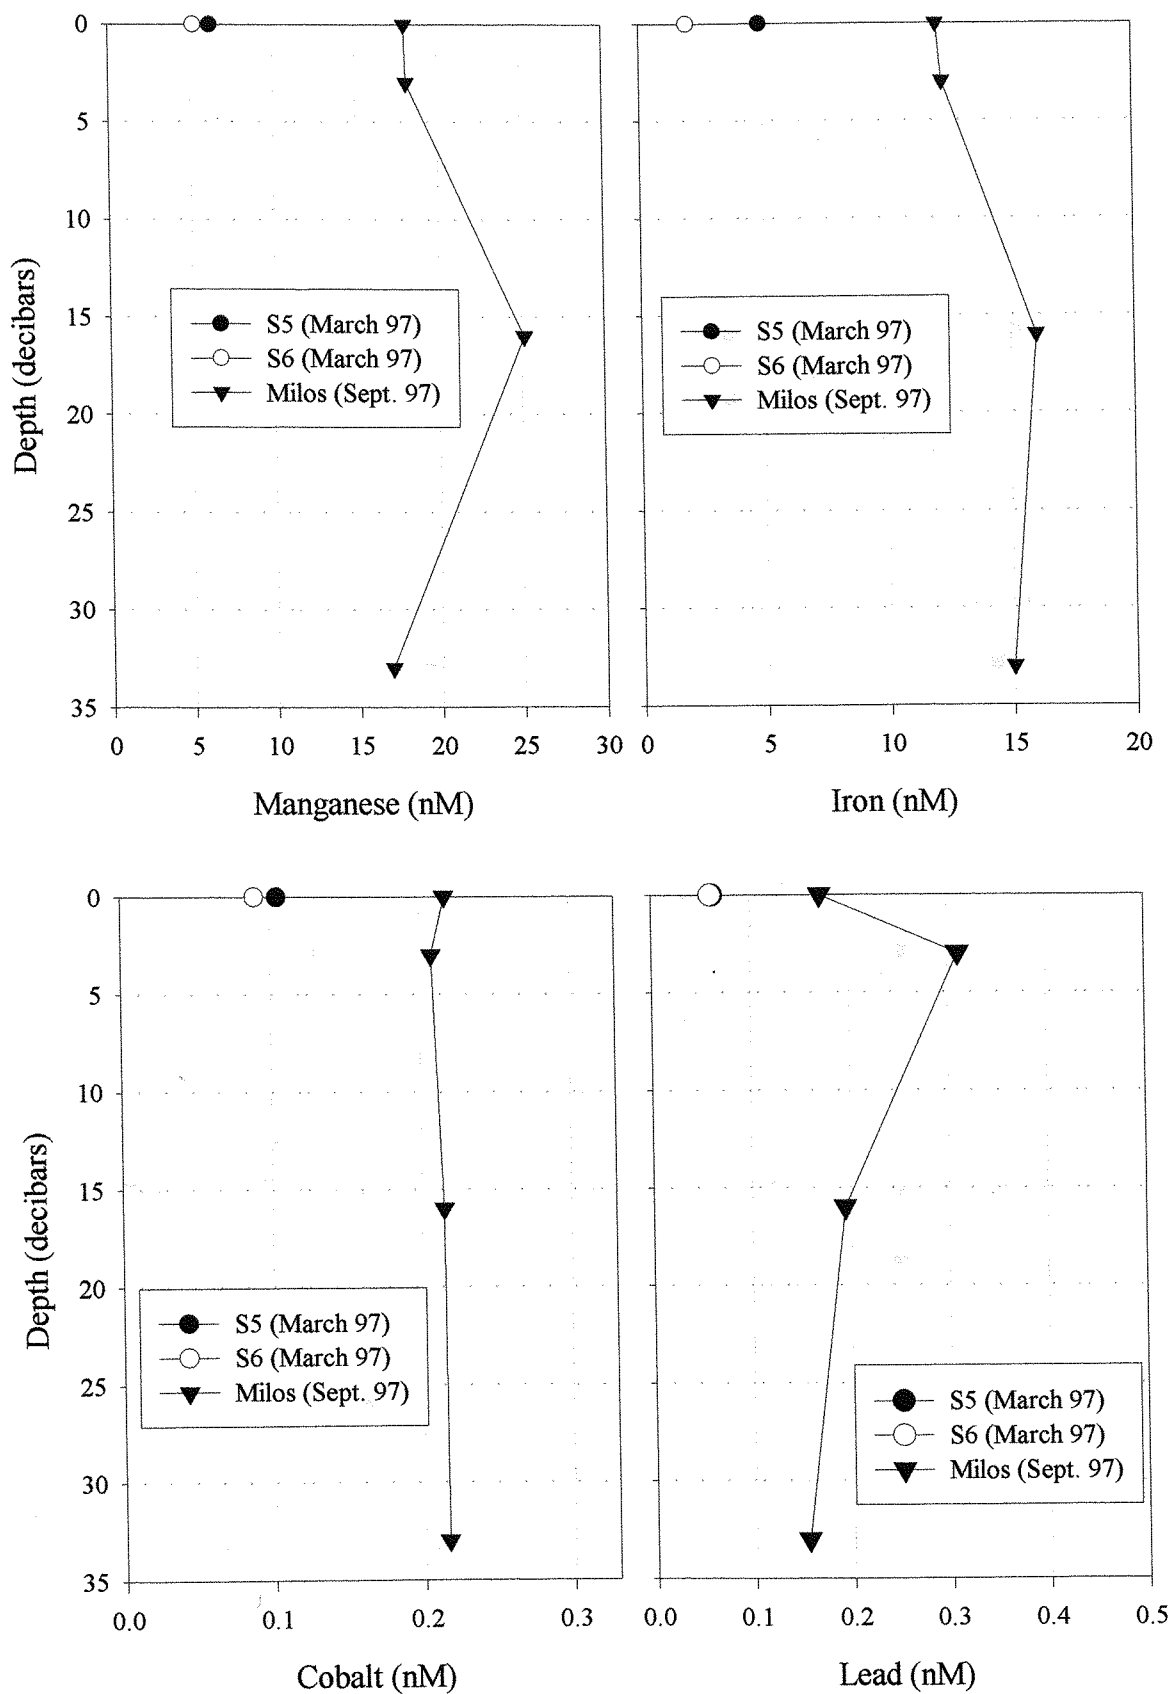 0
5
10
15
20
25
30
35
Depth (decibars)
S5 (March 97)
S6 (March 97)
Milos (Sept. 97)
0 5 10 15 20 25 30
Manganese (nM)
S5 (March 97)
S6 (March 97)
Milos (Sept. 97)
0 5 10 15 20
Iron (nM)
0
5
10
15
20
25
30
35
Depth (decibars)
S5 (March 97)
S6 (March 97)
Milos (Sept. 97)
0.0 0.1 0.2 0.3
Cobalt (nM)
S5 (March 97)
S6 (March 97)
Milos (Sept. 97)
0.0 0.1 0.2 0.3 0.4 0.5
Lead (nM)